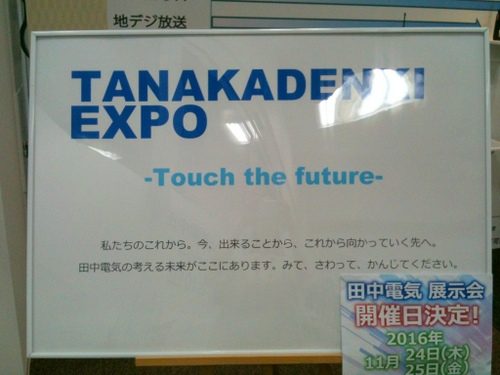 地デジ放送
TANAKADENKI
EXPO
-Touch the future-
私たちのこれから。今、出来ることから、これから向かっていく先へ。
田中電気の考える未来がここにあります。みて、さわって、かんじてください。
田中電気 展示会
開催日決定!
2016年
11月 24日(木)
25日(金)